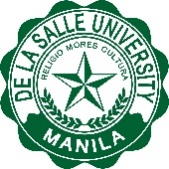 DE LA SALLE UNIVERSITY
RELIGIO MORES CULTURA
MANILA